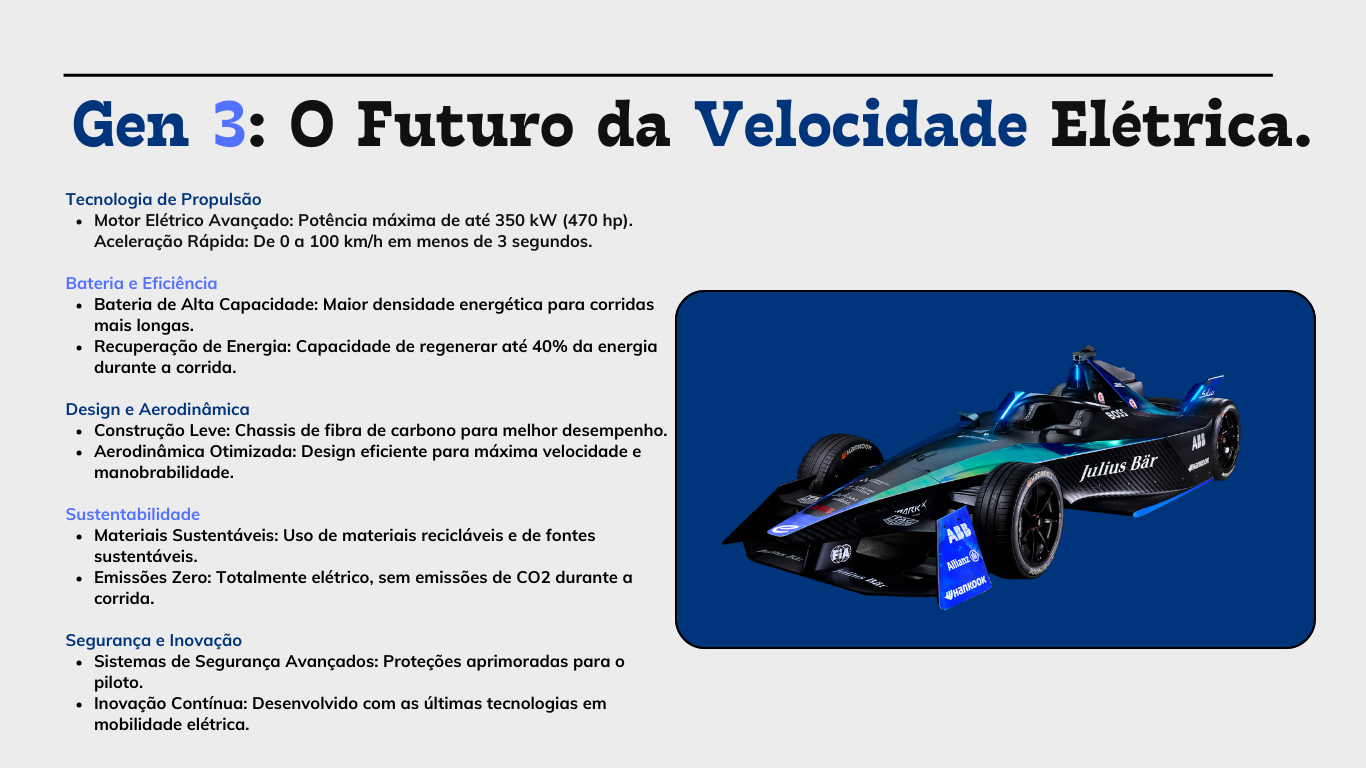 Gen 3: O Futuro da Velocidade Elétrica.
Tecnologia de Propulsão
Motor Elétrico Avançado: Potência máxima de até 350 kW (470 hp).
Aceleração Rápida: De 0 a 100 km/h em menos de 3 segundos.
Bateria e Eficiência
Bateria de Alta Capacidade: Maior densidade energética para corridas
mais longas.
Recuperação de Energia: Capacidade de regenerar até 40% da energia
durante a corrida.
Design e Aerodinâmica
Construção Leve: Chassis de fibra de carbono para melhor desempenho.
Aerodinâmica Otimizada: Design eficiente para máxima velocidade e
manobrabilidade.
Sustentabilidade
Materiais Sustentáveis: Uso de materiais recicláveis e de fontes
sustentáveis.
Emissões Zero: Totalmente elétrico, sem emissões de CO2 durante a
corrida.
Segurança e Inovação
Sistemas de Segurança Avançados: Proteções aprimoradas para o
piloto.
Inovação Contínua: Desenvolvido com as últimas tecnologias em
mobilidade elétrica.
BOSS
ABB
HANKOOK
Julius Bär
HANKOOK
FIA
Julius Bär
ABB
Allianz
HANKOOK